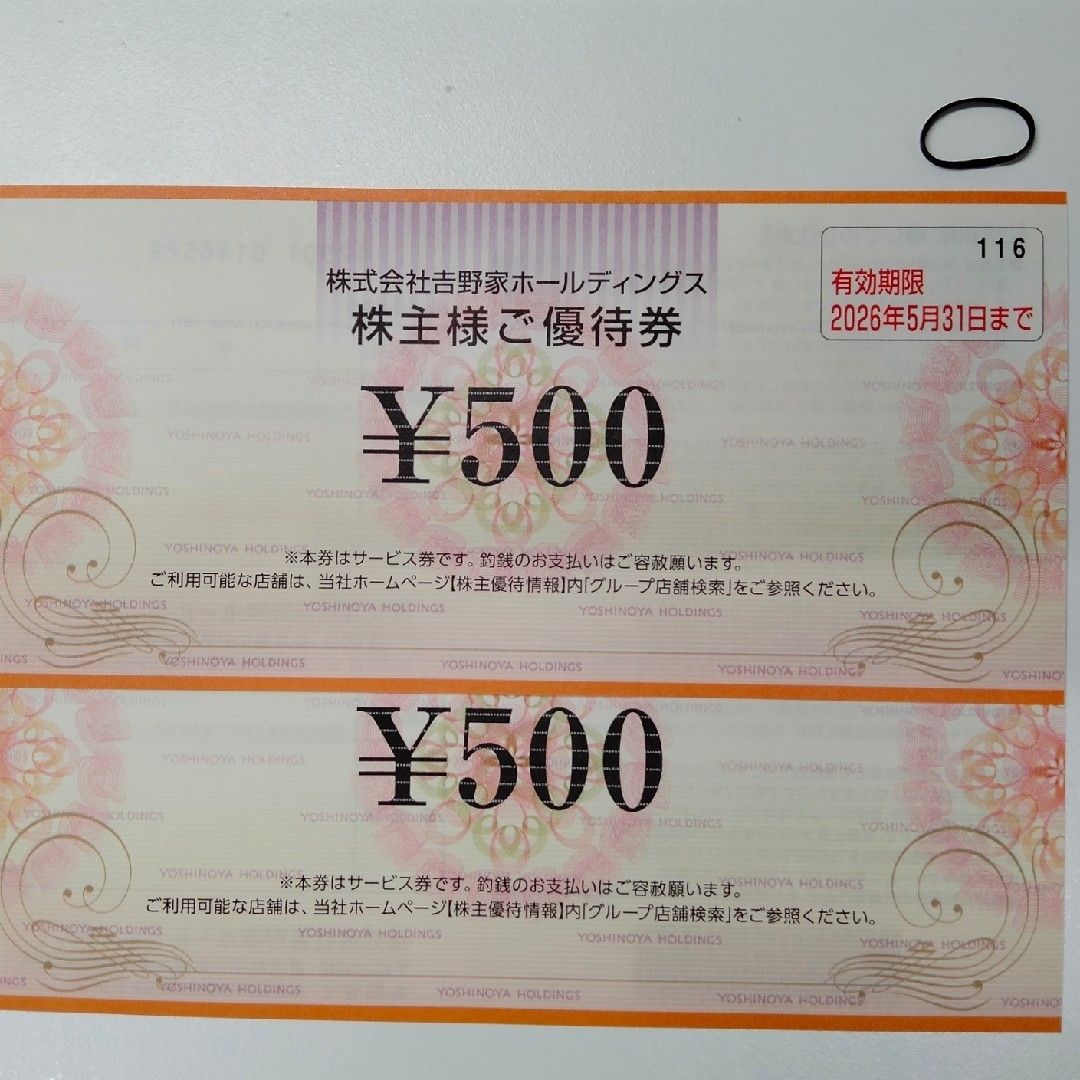 116
有効期限
2026年5月31日まで
株式会社𠮷野家ホールディングス
株主様ご優待券
¥500
※本券はサービス券です。釣銭のお支払いはご容赦願います。
ご利用可能な店舗は、当社ホームページ【株主優待情報】内「グループ店舗検索」をご参照ください。
YOSHINOYA HOLDINGS
¥500
※本券はサービス券です。釣銭のお支払いはご容赦願います。
ご利用可能な店舗は、当社ホームページ【株主優待情報】内「グループ店舗検索」をご参照ください。
YOSHINOYA HOLDINGS